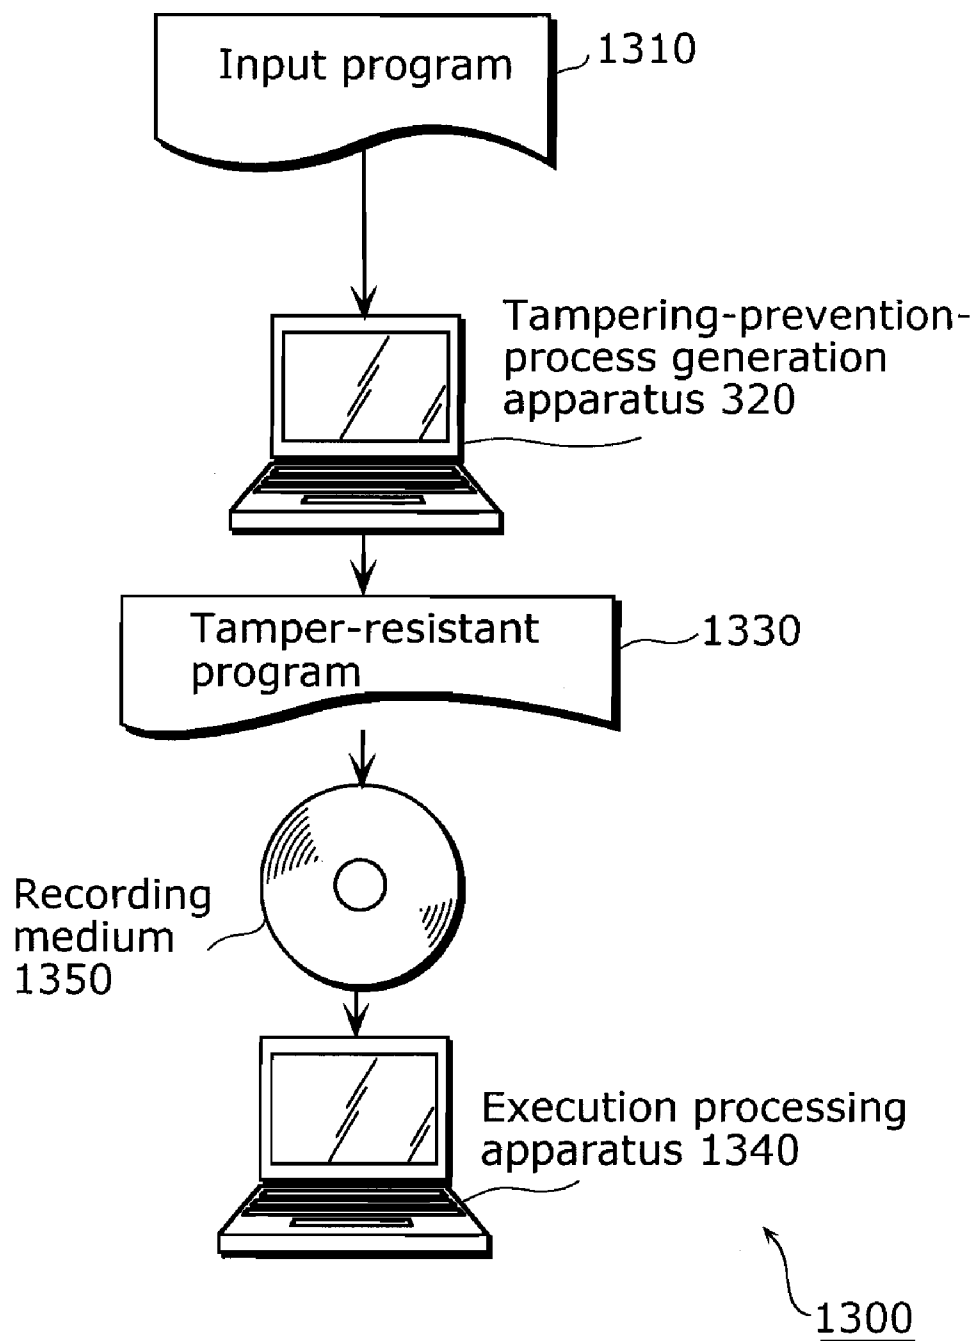 Input program
1310
Tampering-prevention-
process generation
apparatus 320
Tamper-resistant
program
1330
Recording
medium
1350
Execution processing
apparatus 1340
1300